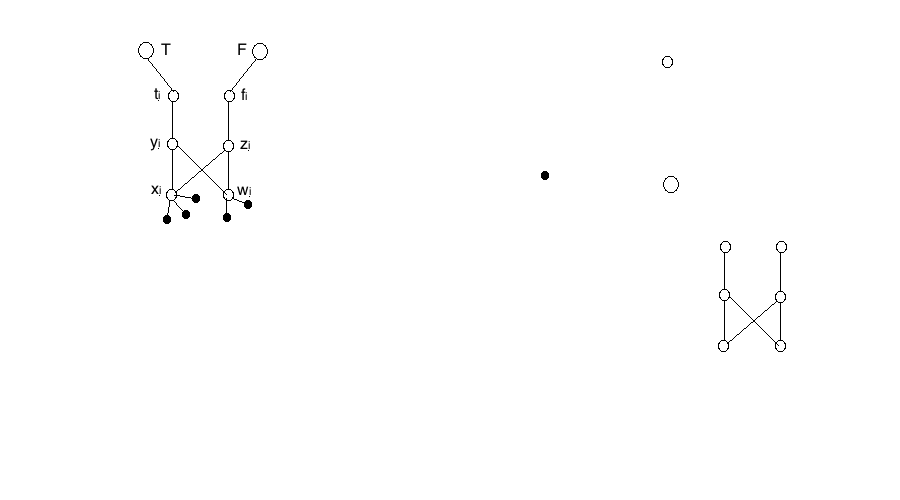 T F
tᵢ fᵢ
yᵢ zᵢ
xᵢ wᵢ